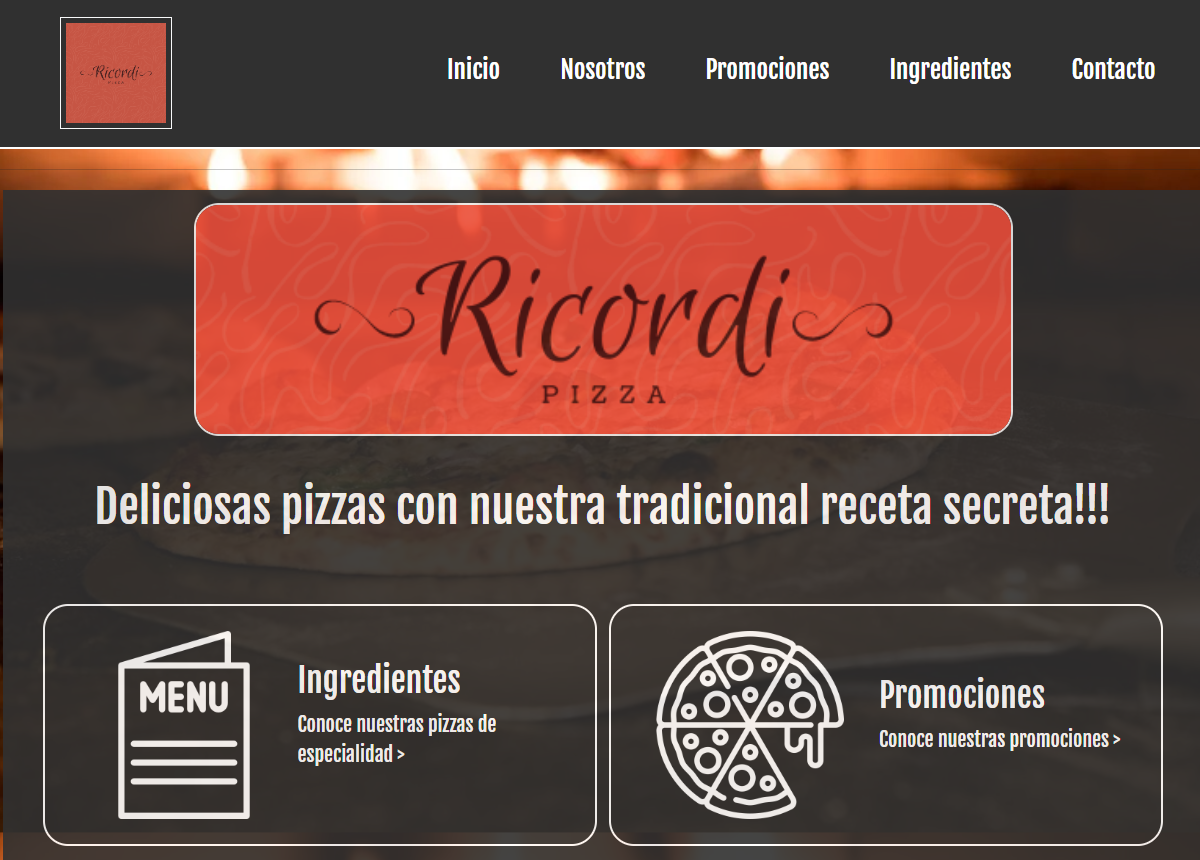 Ricordi
PIZZA
Inicio Nosotros Promociones Ingredientes Contacto
Ricordi
PIZZA
Deliciosas pizzas con nuestra tradicional receta secreta!!!
MENU
Ingredientes
Conoce nuestras pizzas de
especialidad >
Promociones
Conoce nuestras promociones >